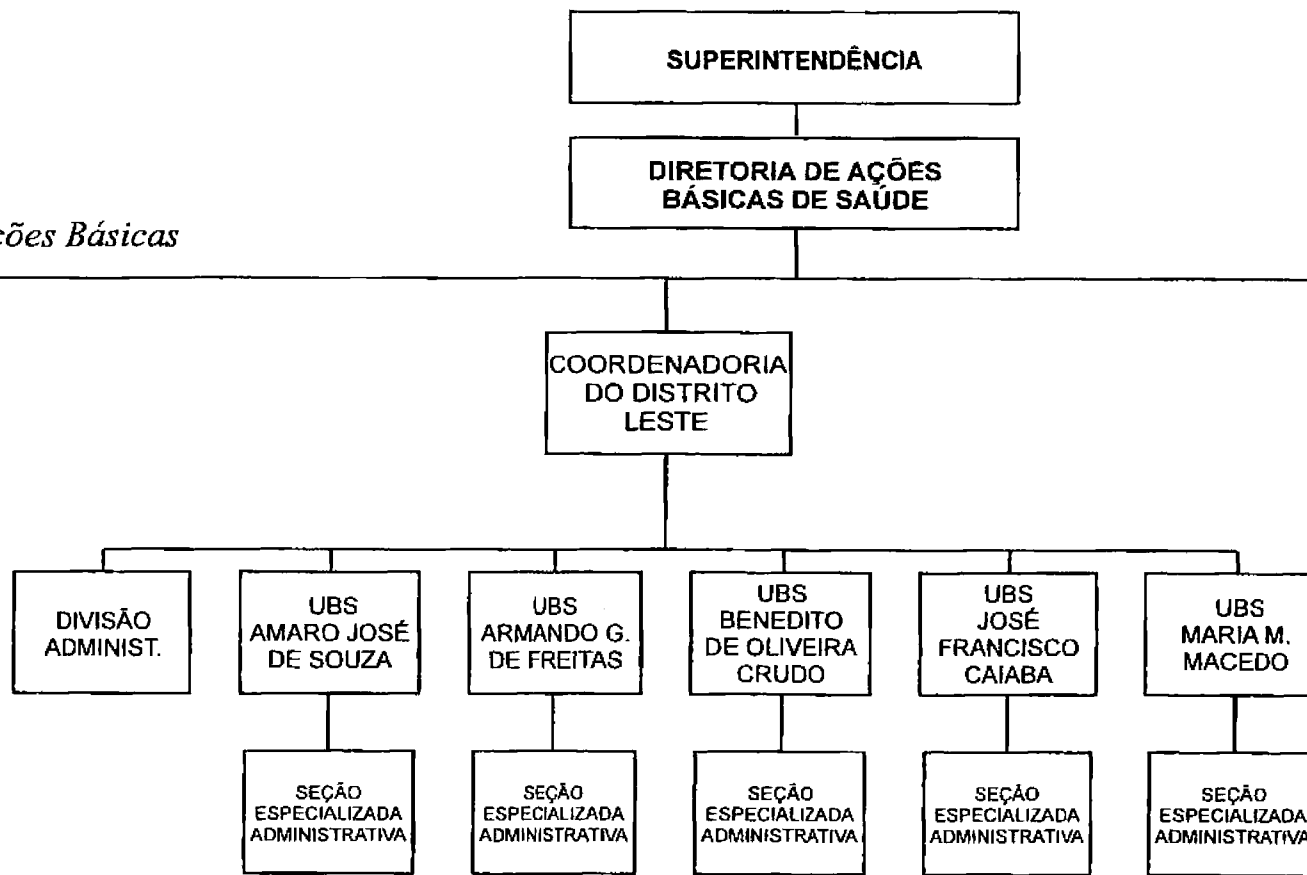 SUPERINTENDÊNCIA
DIRETORIA DE AÇÕES
BÁSICAS DE SAÚDE
ções Básicas
COORDENADORIA
DO DISTRITO
LESTE
DIVISÃO
ADMINIST.
UBS
AMARO JOSÉ
DE SOUZA
UBS
ARMANDO G.
DE FREITAS
UBS
BENEDITO
DE OLIVEIRA
CRUDO
UBS
JOSÉ
FRANCISCO
CAIABA
UBS
MARIA M.
MACEDO
SEÇÃO
ESPECIALIZADA
ADMINISTRATIVA
SEÇÃO
ESPECIALIZADA
ADMINISTRATIVA
SEÇÃO
ESPECIALIZADA
ADMINISTRATIVA
SEÇÃO
ESPECIALIZADA
ADMINISTRATIVA
SEÇÃO
ESPECIALIZADA
ADMINISTRATIVA